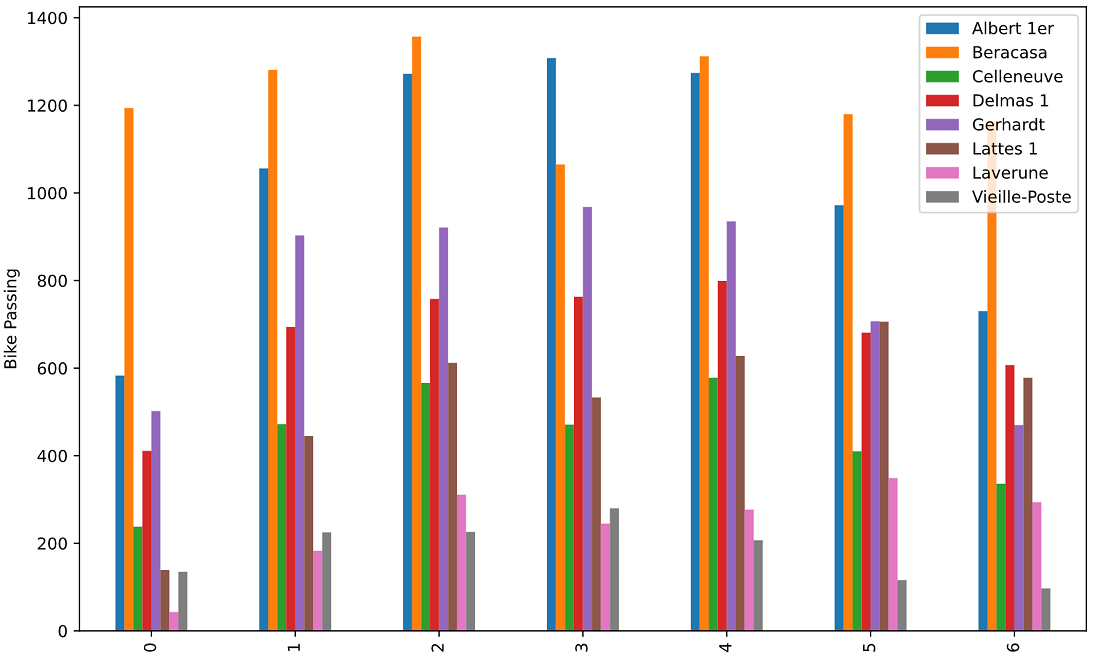 1400
1200
1000
800
600
400
200
0
Bike Passing
0
1
2
3
4
5
6
Albert 1er
Beracasa
Celleneuve
Delmas 1
Gerhardt
Lattes 1
Laverune
Vieille-Poste